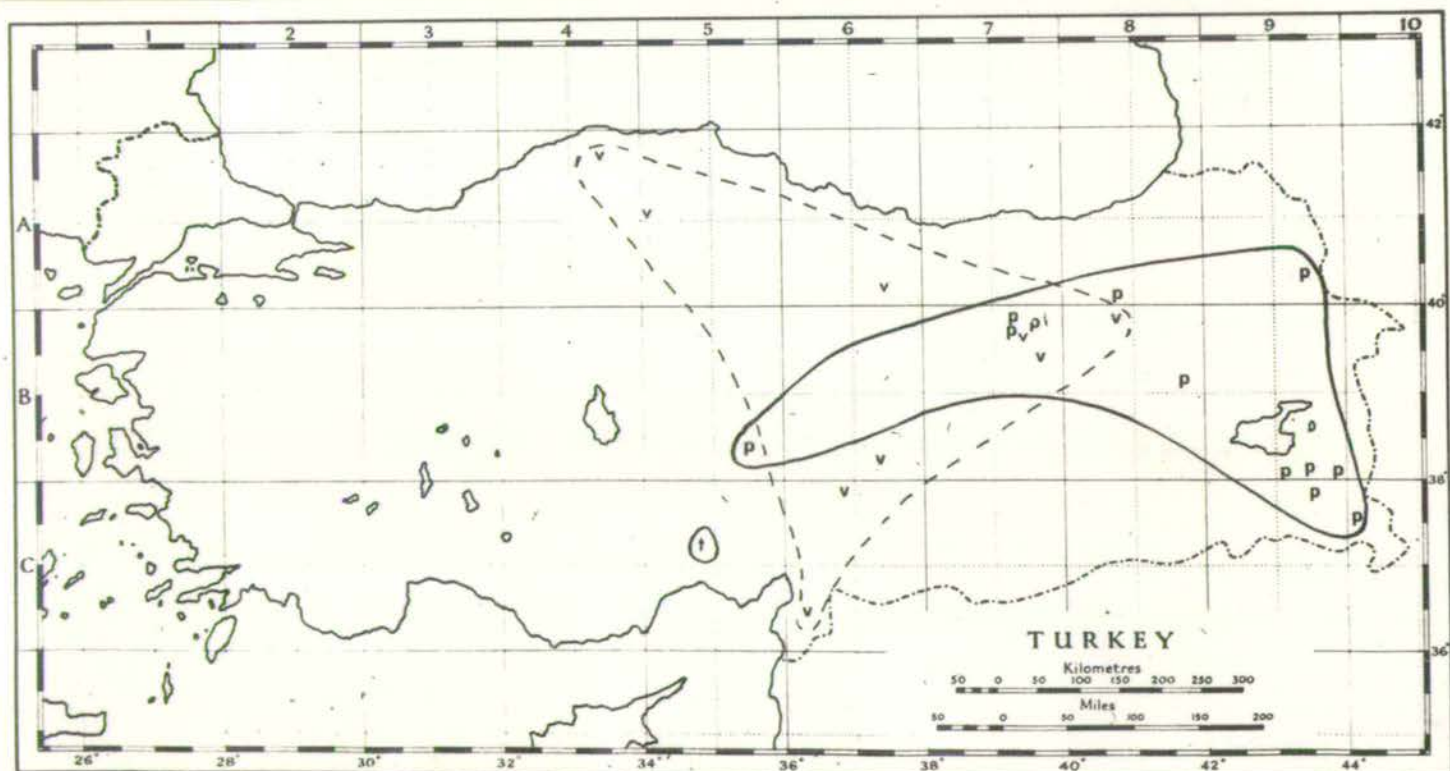 1 2 3 4 5 6 7 8 9 10
42°
v
v
A
p
v
p
40°
p p i v
p v
v
p
B
p
v p p p
38°
v p
p
t
C
v
TURKEY
36°
Kilometres
50 0 50 100 150 200 250 300
Miles
50 0 50 100 150 200
26° 28° 30° 32° 34° 36° 38° 40° 42° 44°